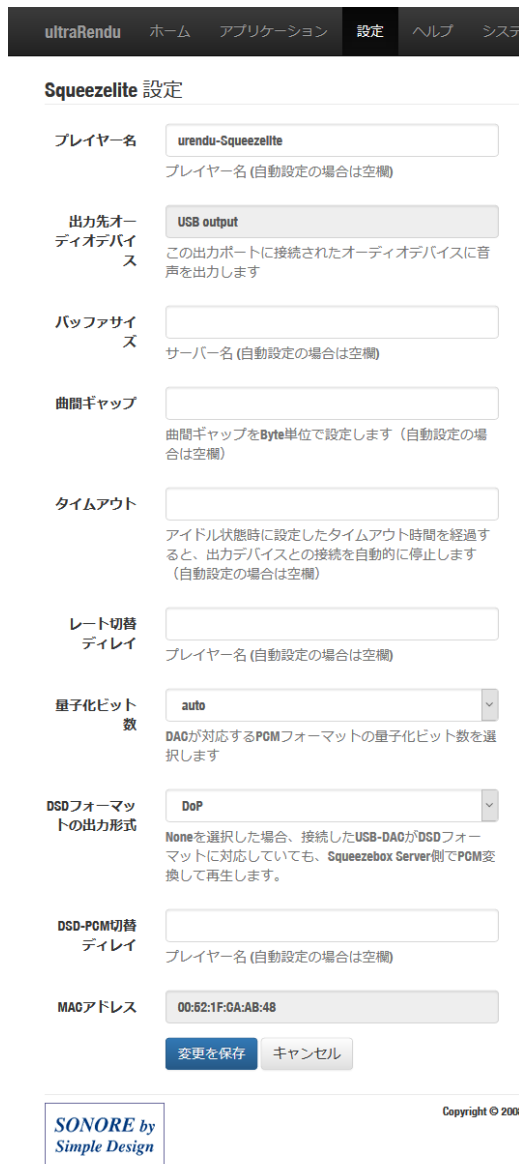 ultraRendu ホーム アプリケーション 設定 ヘルプ システ
Squeezelite 設定
プレイヤー名
urendu-Squeezelite
プレイヤー名 (自動設定の場合は空欄)
出力先オー
ディオデバイ
ス
USB output
この出力ポートに接続されたオーディオデバイスに音
声を出力します
バッファサイ
ズ
サーバー名 (自動設定の場合は空欄)
曲間ギャップ
曲間ギャップをByte単位で設定します（自動設定の場
合は空欄）
タイムアウト
アイドル状態時に設定したタイムアウト時間を経過す
ると、出力デバイスとの接続を自動的に停止します
（自動設定の場合は空欄）
レート切替
ディレイ
プレイヤー名 (自動設定の場合は空欄)
量子化ビット
数
auto
DACが対応するPCMフォーマットの量子化ビット数を選
択します
DSDフォーマッ
トの出力形式
DoP
Noneを選択した場合、接続したUSB-DACがDSDフォー
マットに対応していても、Squeezebox Server側でPCM変
換して再生します。
DSD-PCM切替
ディレイ
プレイヤー名 (自動設定の場合は空欄)
MACアドレス
00:52:1F:CA:AB:48
変更を保存 キャンセル
SONORE by
Simple Design
Copyright © 2008